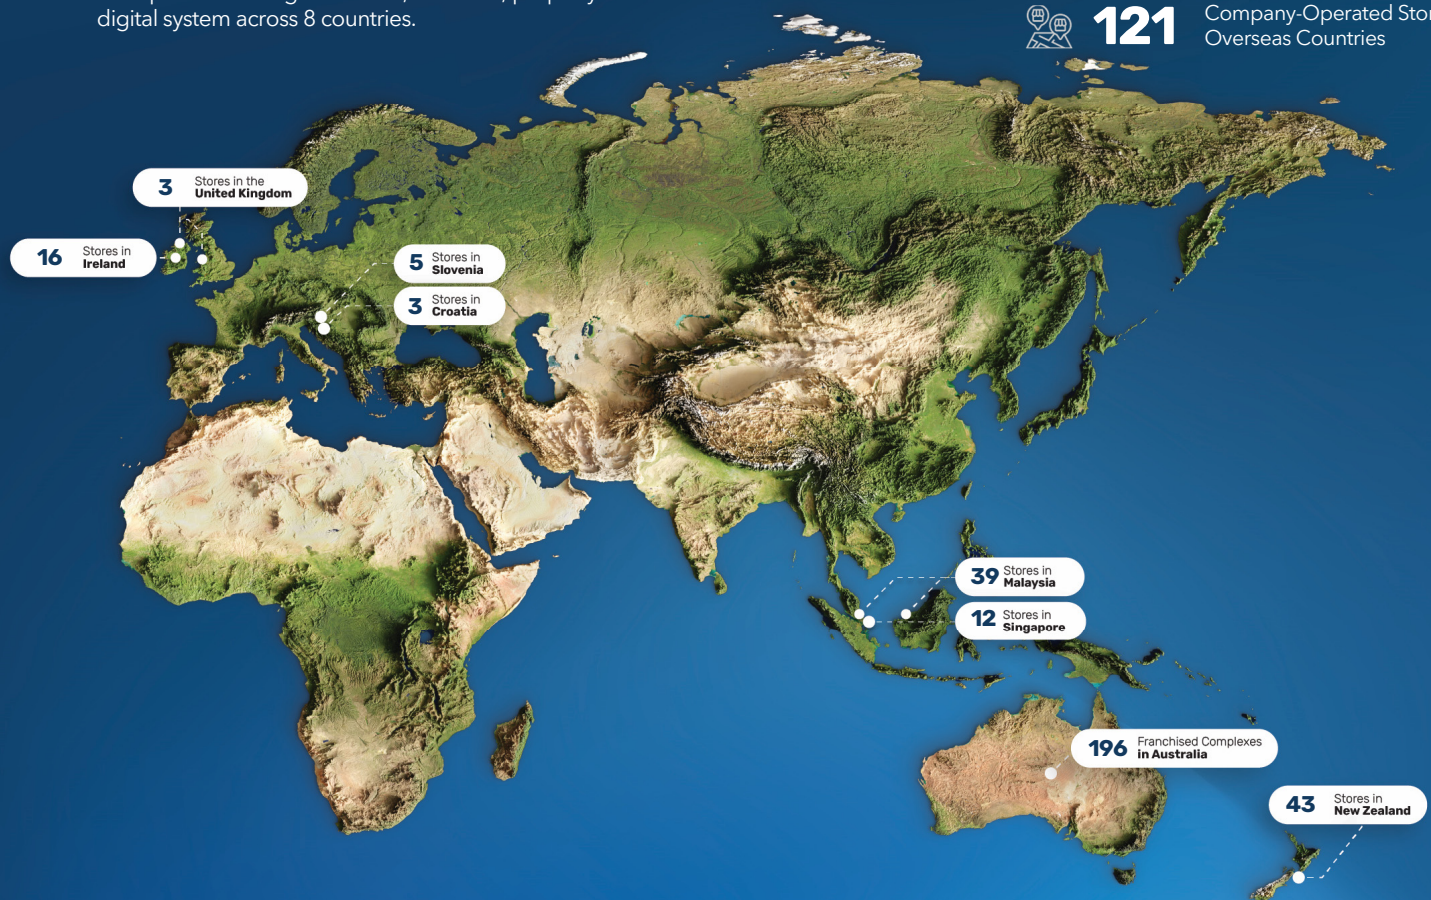 digital system across 8 countries.
121
Company-Operated
Overseas Countries
3
Stores in the
United Kingdom
16
Stores in
Ireland
5
Stores in
Slovenia
3
Stores in
Croatia
39
Stores in
Malaysia
12
Stores in
Singapore
196
Franchised Complexes
in Australia
43
Stores in
New Zealand